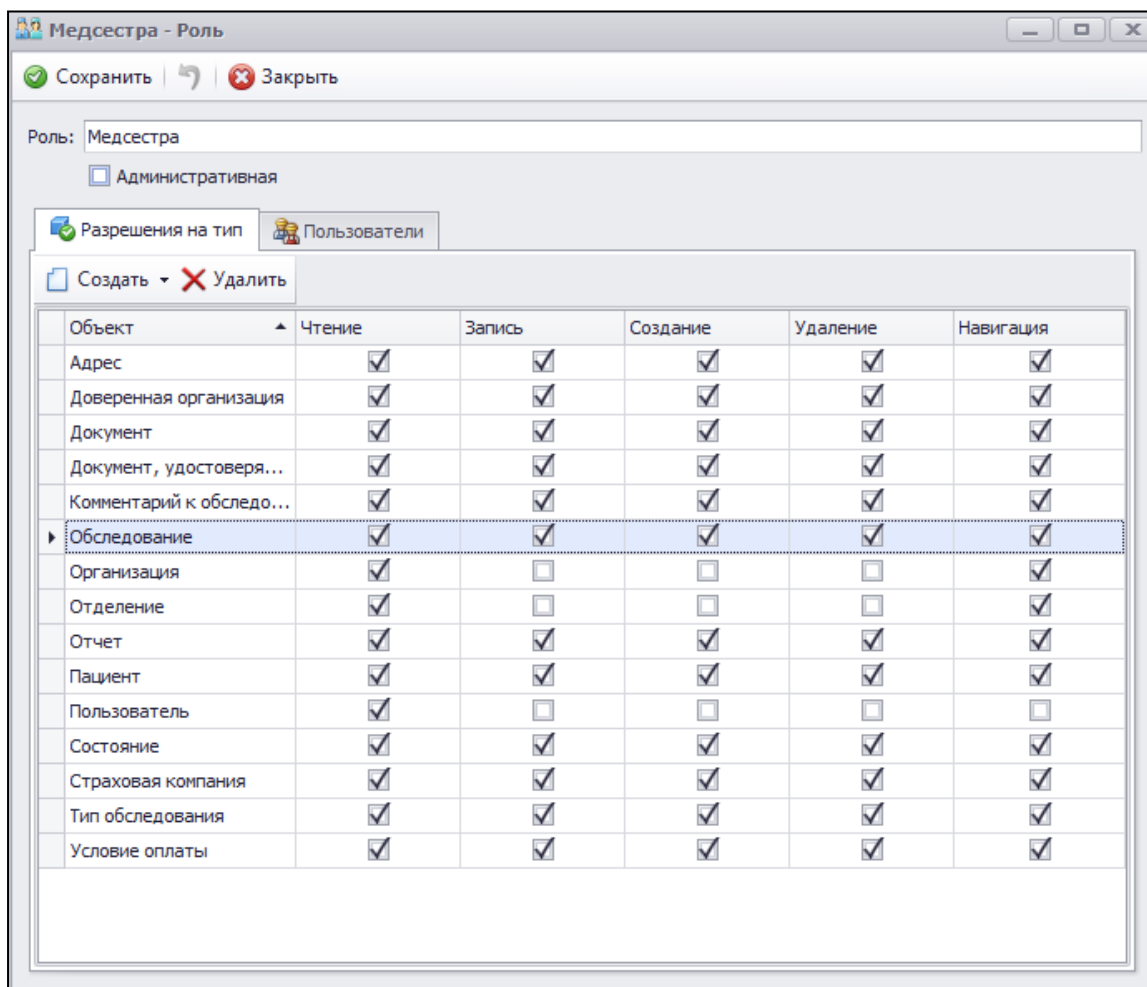 Медсестра - Роль
Сохранить Закрыть
Роль: Медсестра
Административная
Разрешения на тип Пользователи
Создать Удалить
Объект Чтение Запись Создание Удаление Навигация
Адрес
Доверенная организация
Документ
Документ, удостоверя...
Комментарий к обследо...
Обследование
Организация
Отделение
Отчет
Пациент
Пользователь
Состояние
Страховая компания
Тип обследования
Условие оплаты